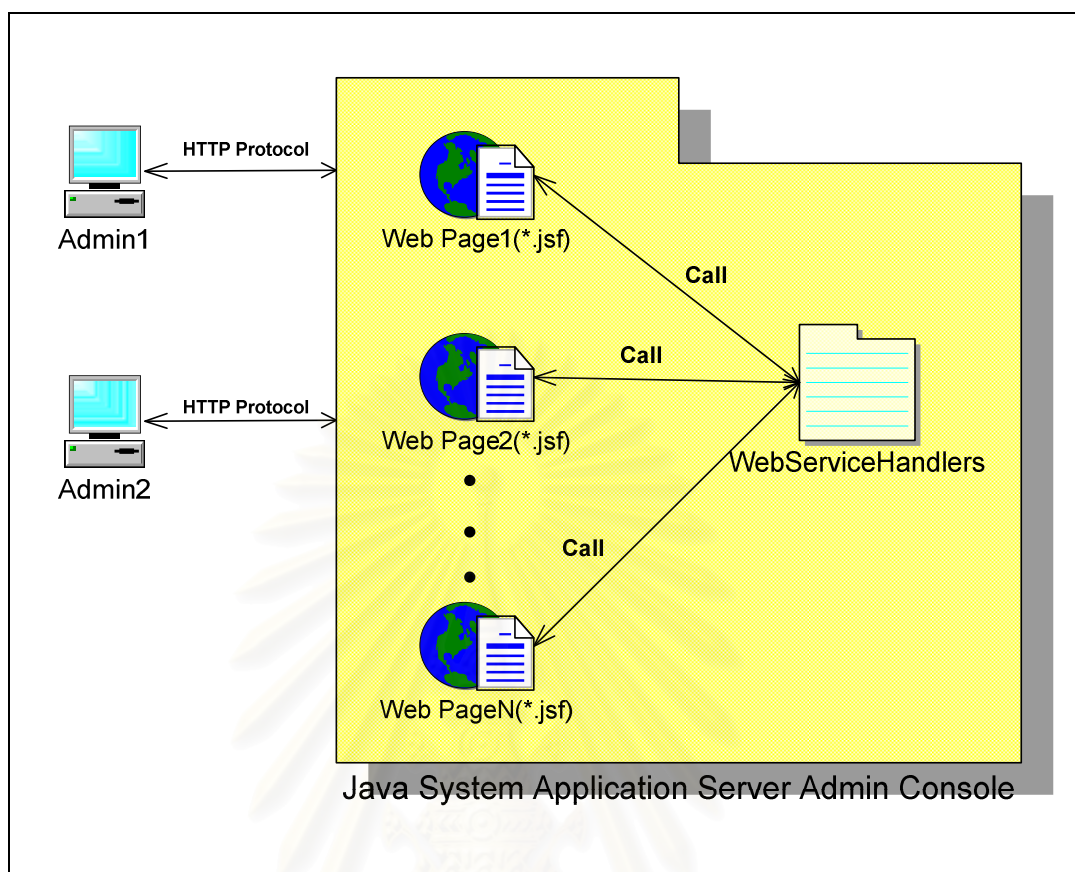 HTTP Protocol
Admin1
Web Page1(*.jsf)
Call
HTTP Protocol
Admin2
Web Page2(*.jsf)
Call
WebServiceHandlers
Call
Web PageN(*.jsf)
Java System Application Server Admin Console